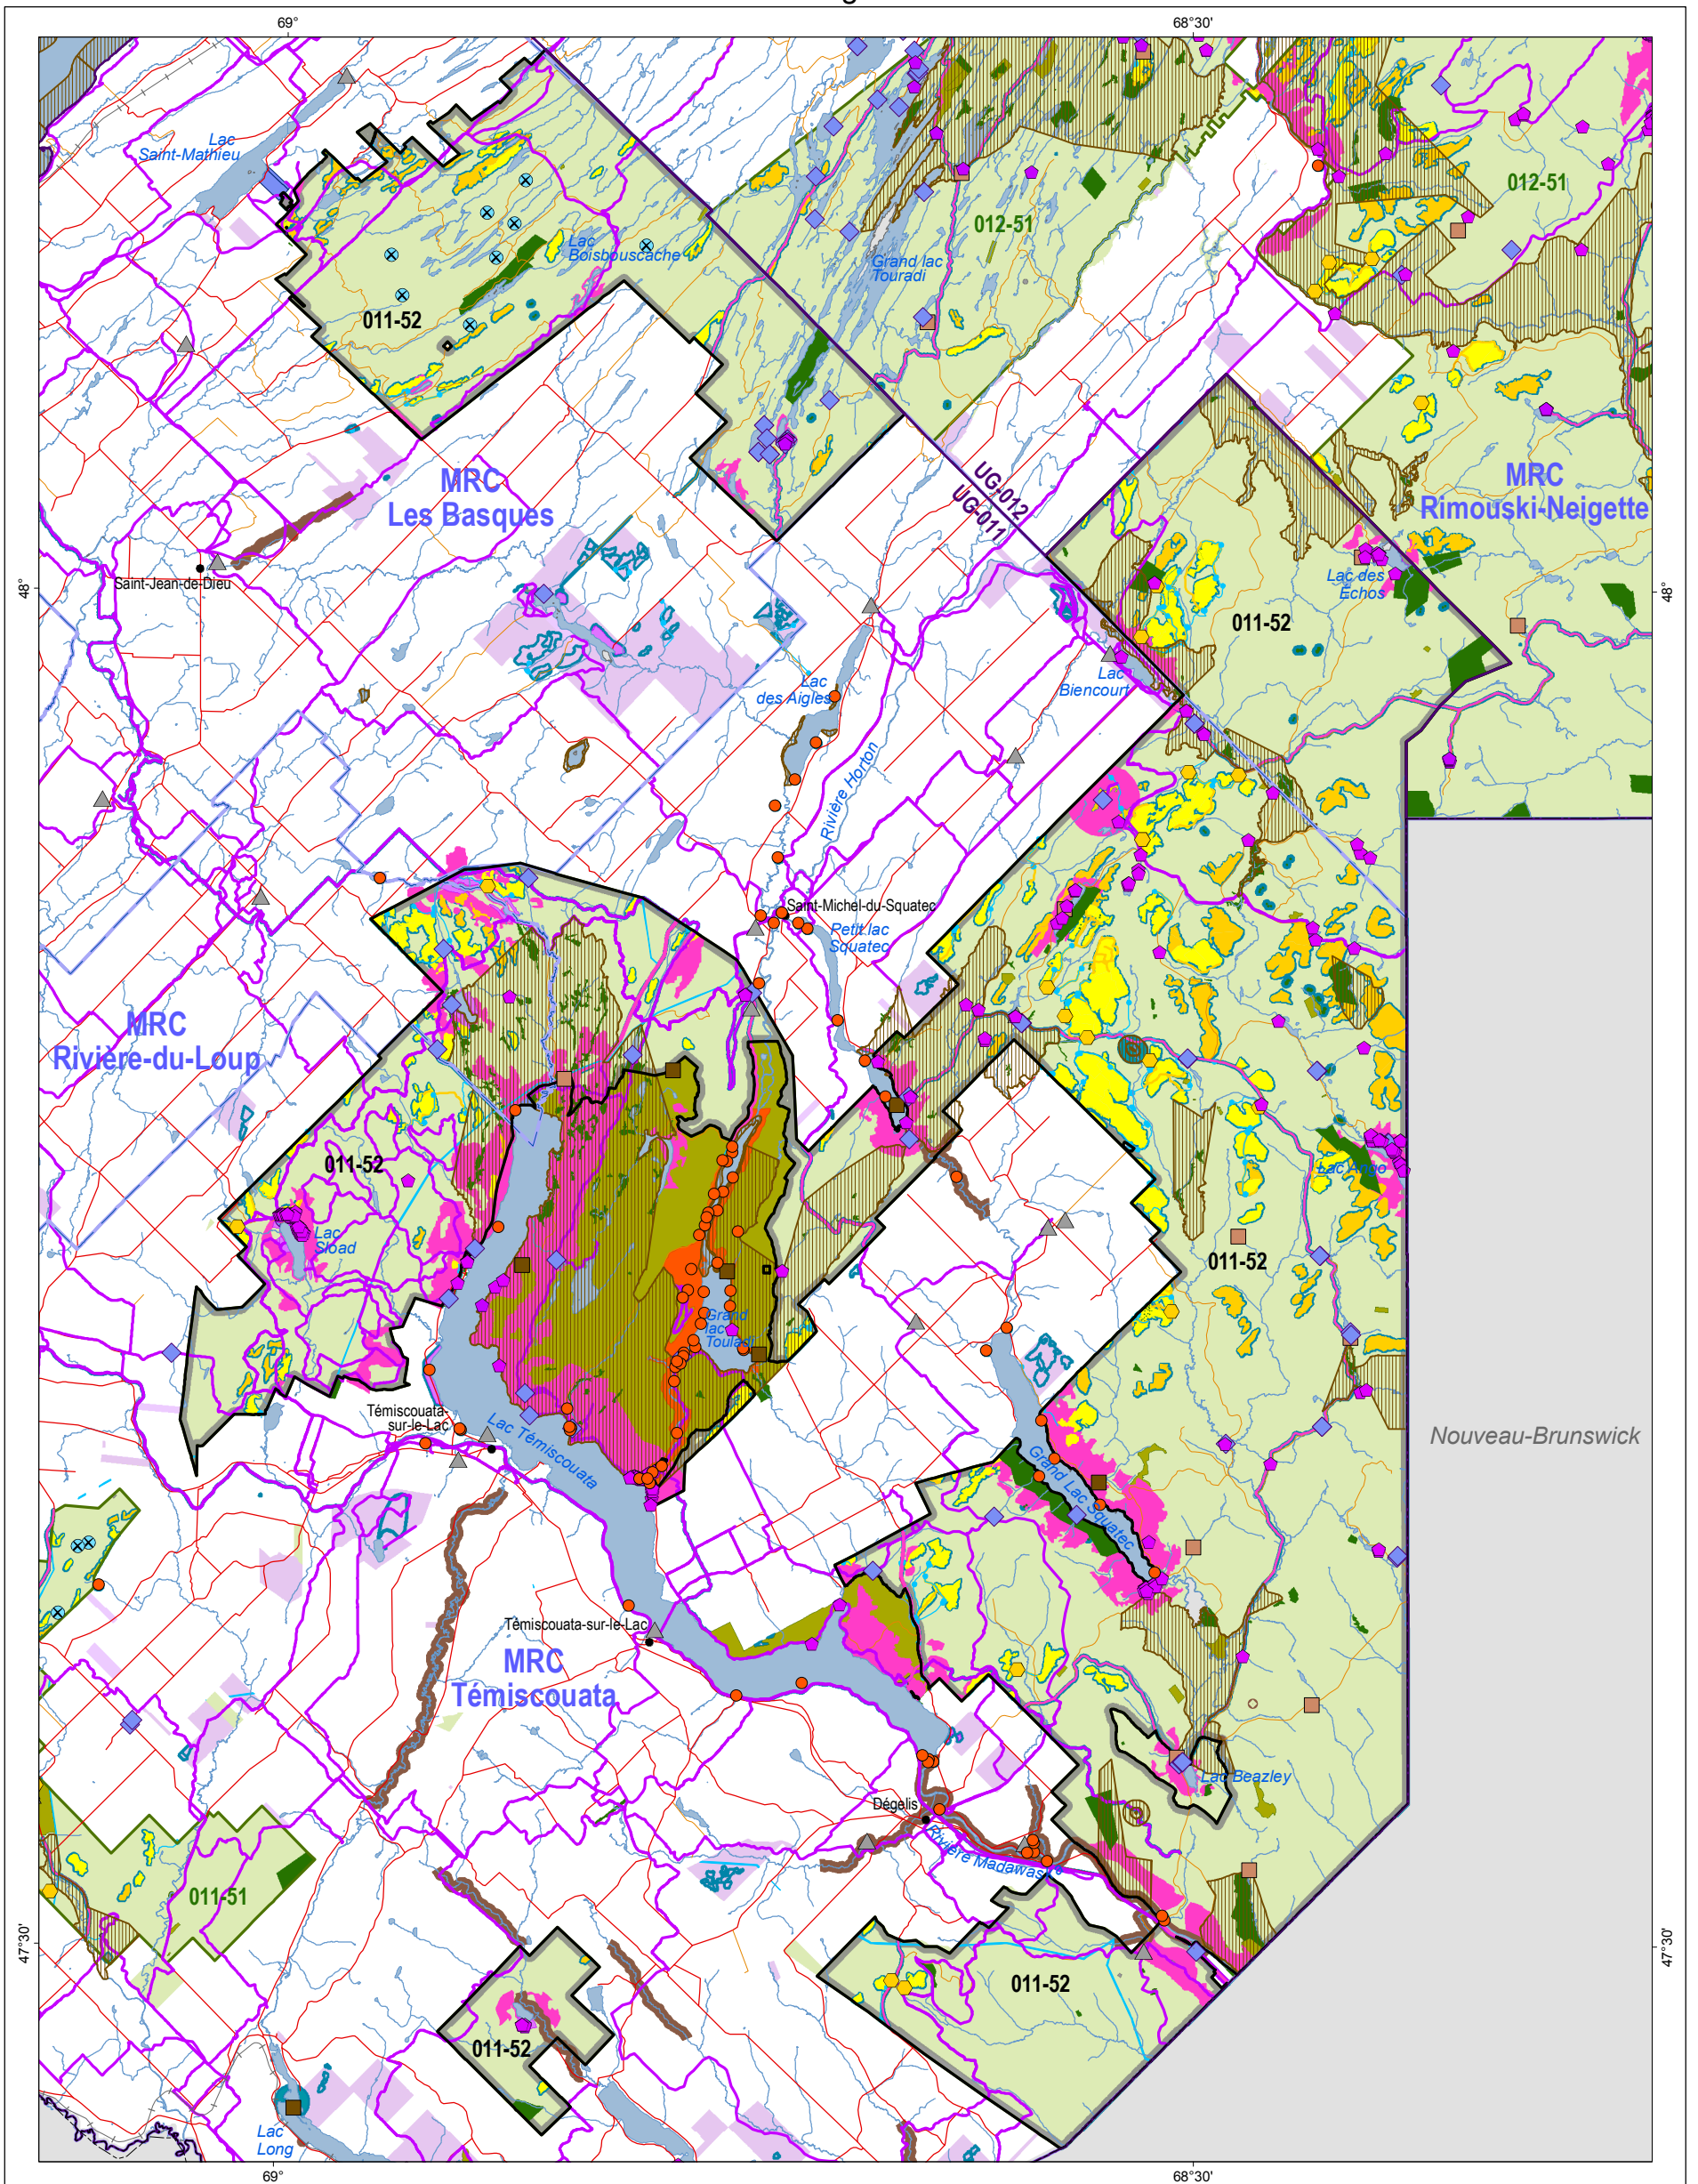 69°
68°30'
Lac
Saint-Mathieu
012-51
012-51
Lac
Boisbouscache
Grand lac
Touradi
011-52
MRC
Les Basques
UG-012
UG-011
MRC
Rimouski-Neigette
48°
48°
Saint-Jean-de-Dieu
Lac des
Echos
011-52
Lac
des Aigles
Lac
Biencourt
Rivière Horton
Saint-Michel-du-Squatec
Petit lac
Squatec
MRC
Rivière-du-Loup
011-52
Lac Ango
Lac
Sload
011-52
Grand
lac
Touladi
Témiscouata-
sur-le-Lac
Lac Témiscouata
Nouveau-Brunswick
Grand Lac Squatec
Témiscouata-sur-le-Lac
MRC
Témiscouata
Lac Beazley
Dégelis
Rivière Madawaska
011-51
47°30'
47°30'
011-52
011-52
Lac
Long
69°
68°30'